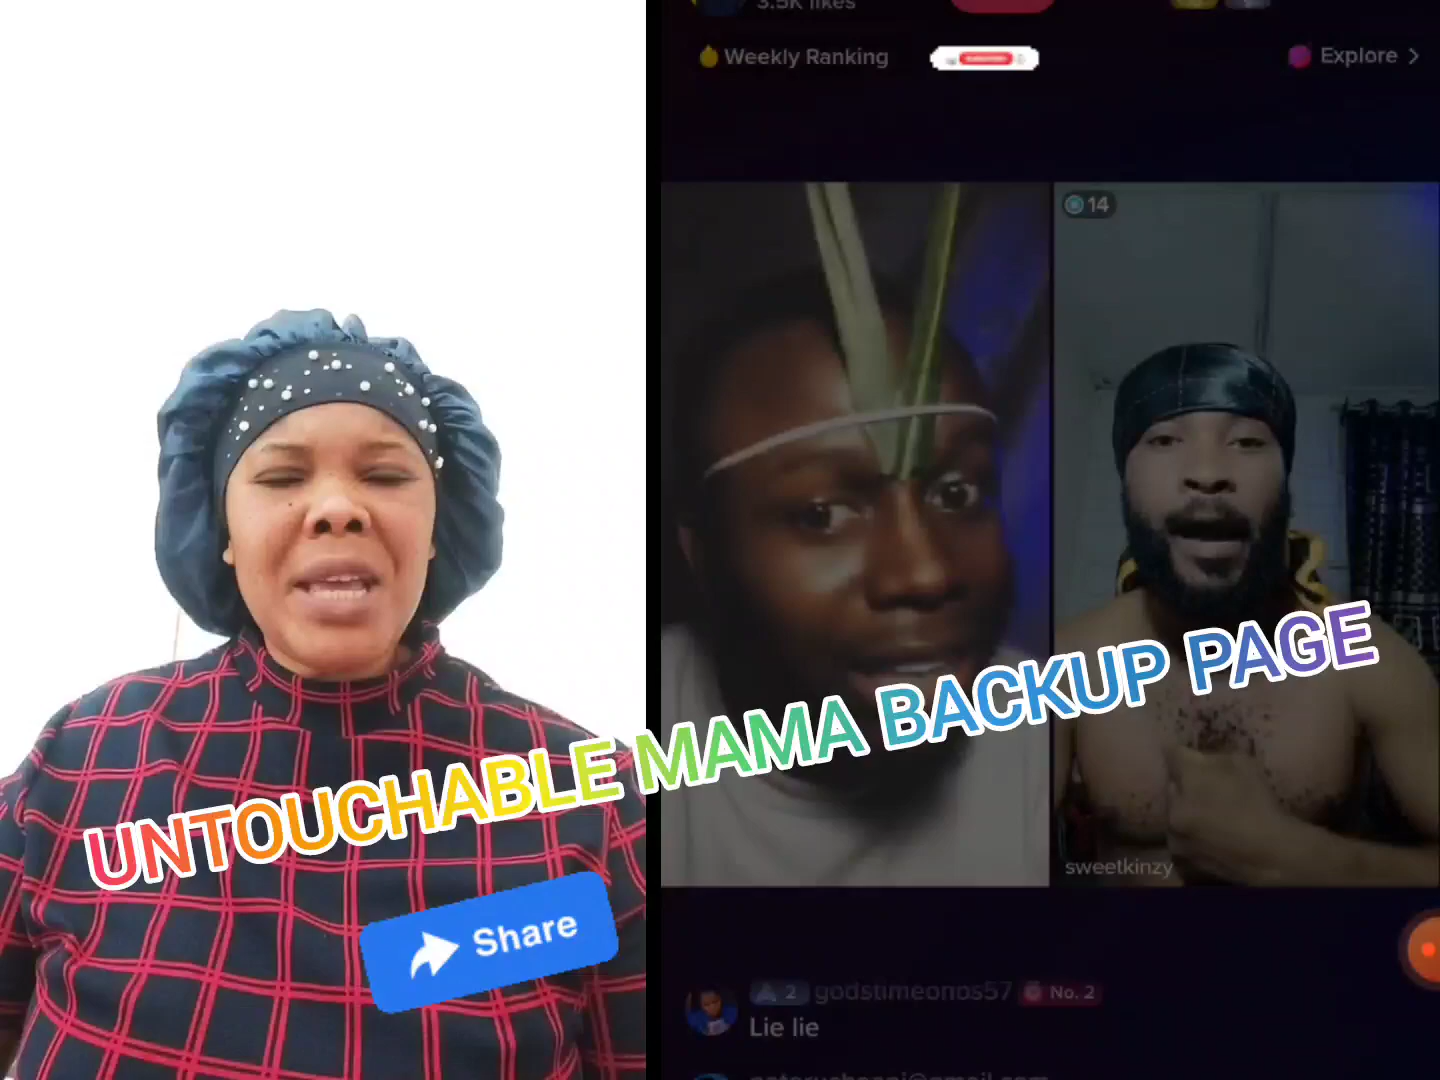 3.5K likes
Weekly Ranking
Explore >
14
UNTOUCHABLE MAMA BACKUP PAGE
sweetkinzy
Share
2 godstimeonos57 No. 2
Lie lie